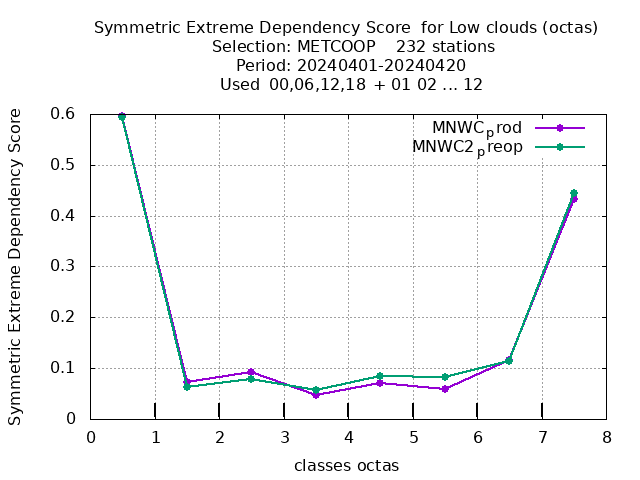 Symmetric Extreme Dependency Score  for Low clouds (octas)
Selection: METCOOP    232 stations
Period: 20240401-20240420
Used  00,06,12,18  + 01 02 ... 12
MNWCprod
MNWC2preop
Symmetric Extreme Dependency Score
0.6
0.5
0.4
0.3
0.2
0.1
0
0 1 2 3 4 5 6 7 8
classes octas